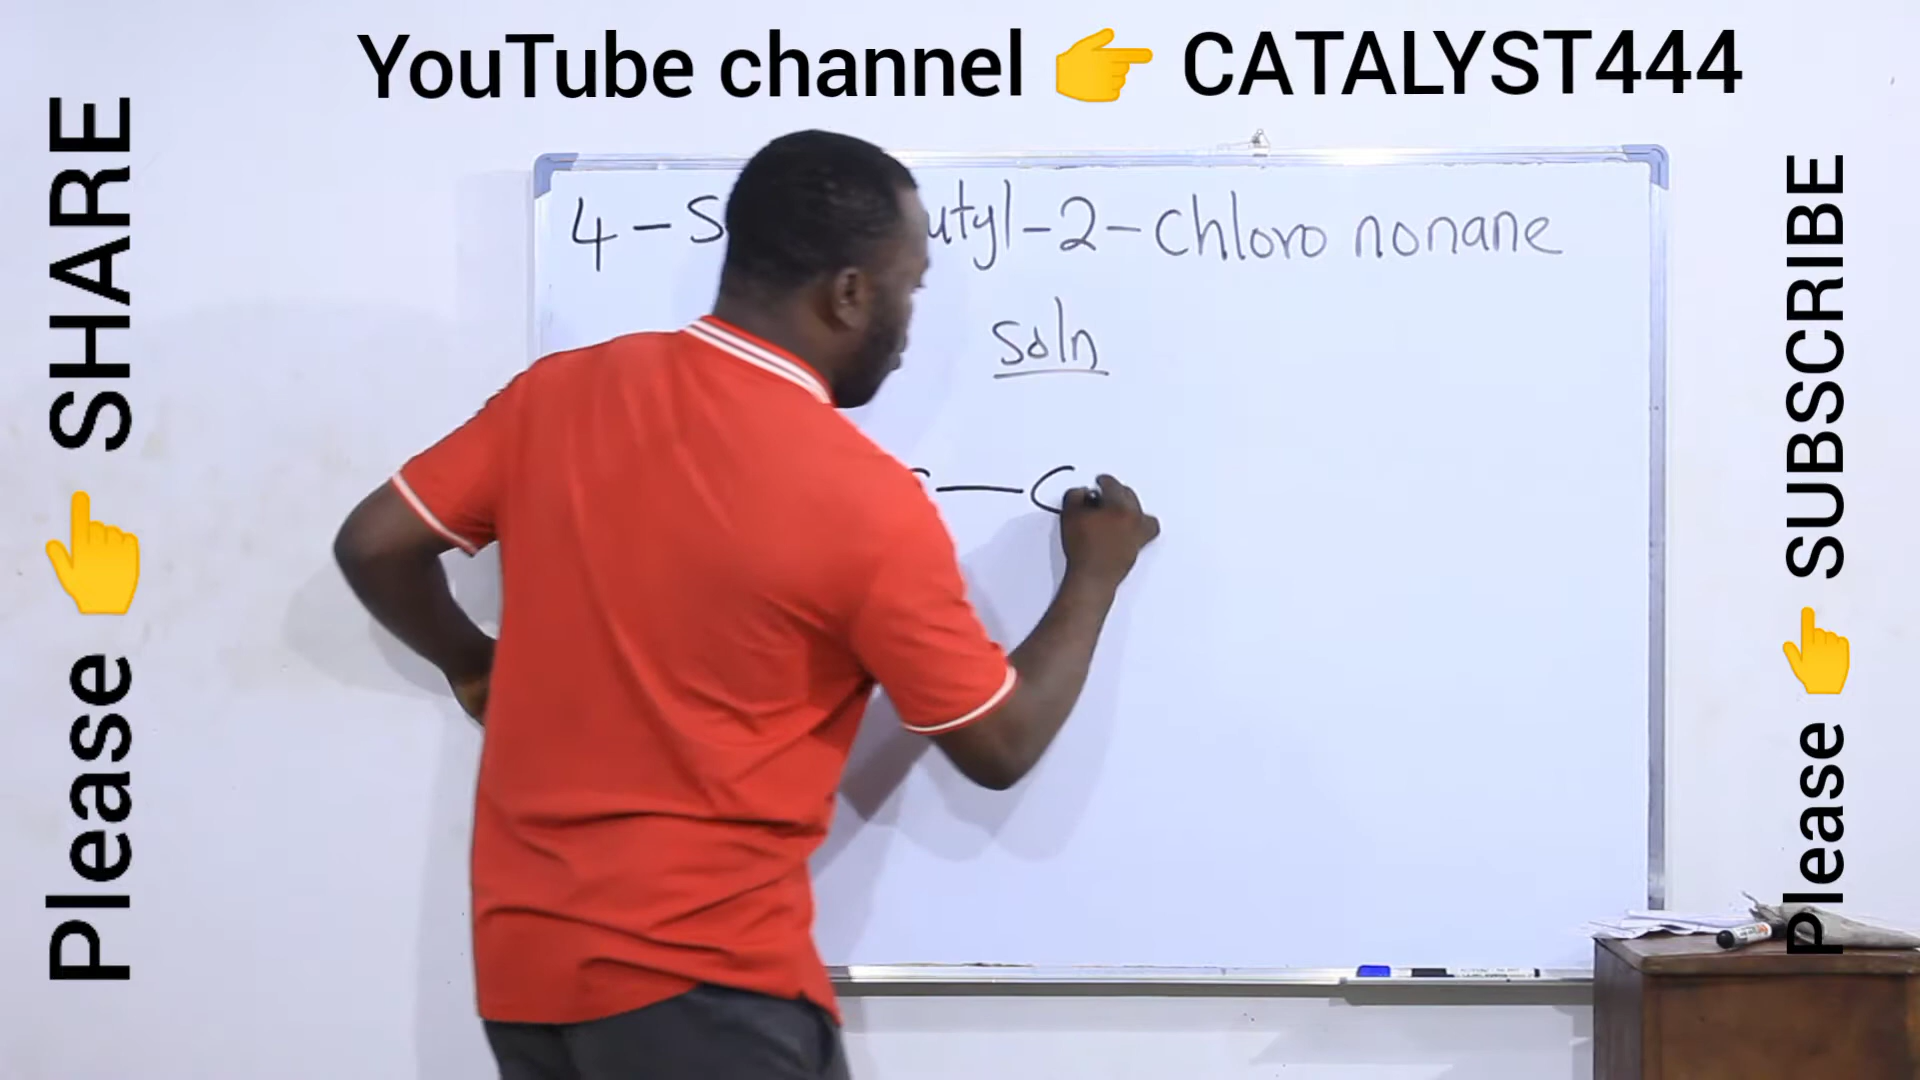 YouTube channel 👉 CATALYST444
Please 👉 SHARE
4-S utyl-2-chloro nonane
Soln
C—C
Please 👉 SUBSCRIBE